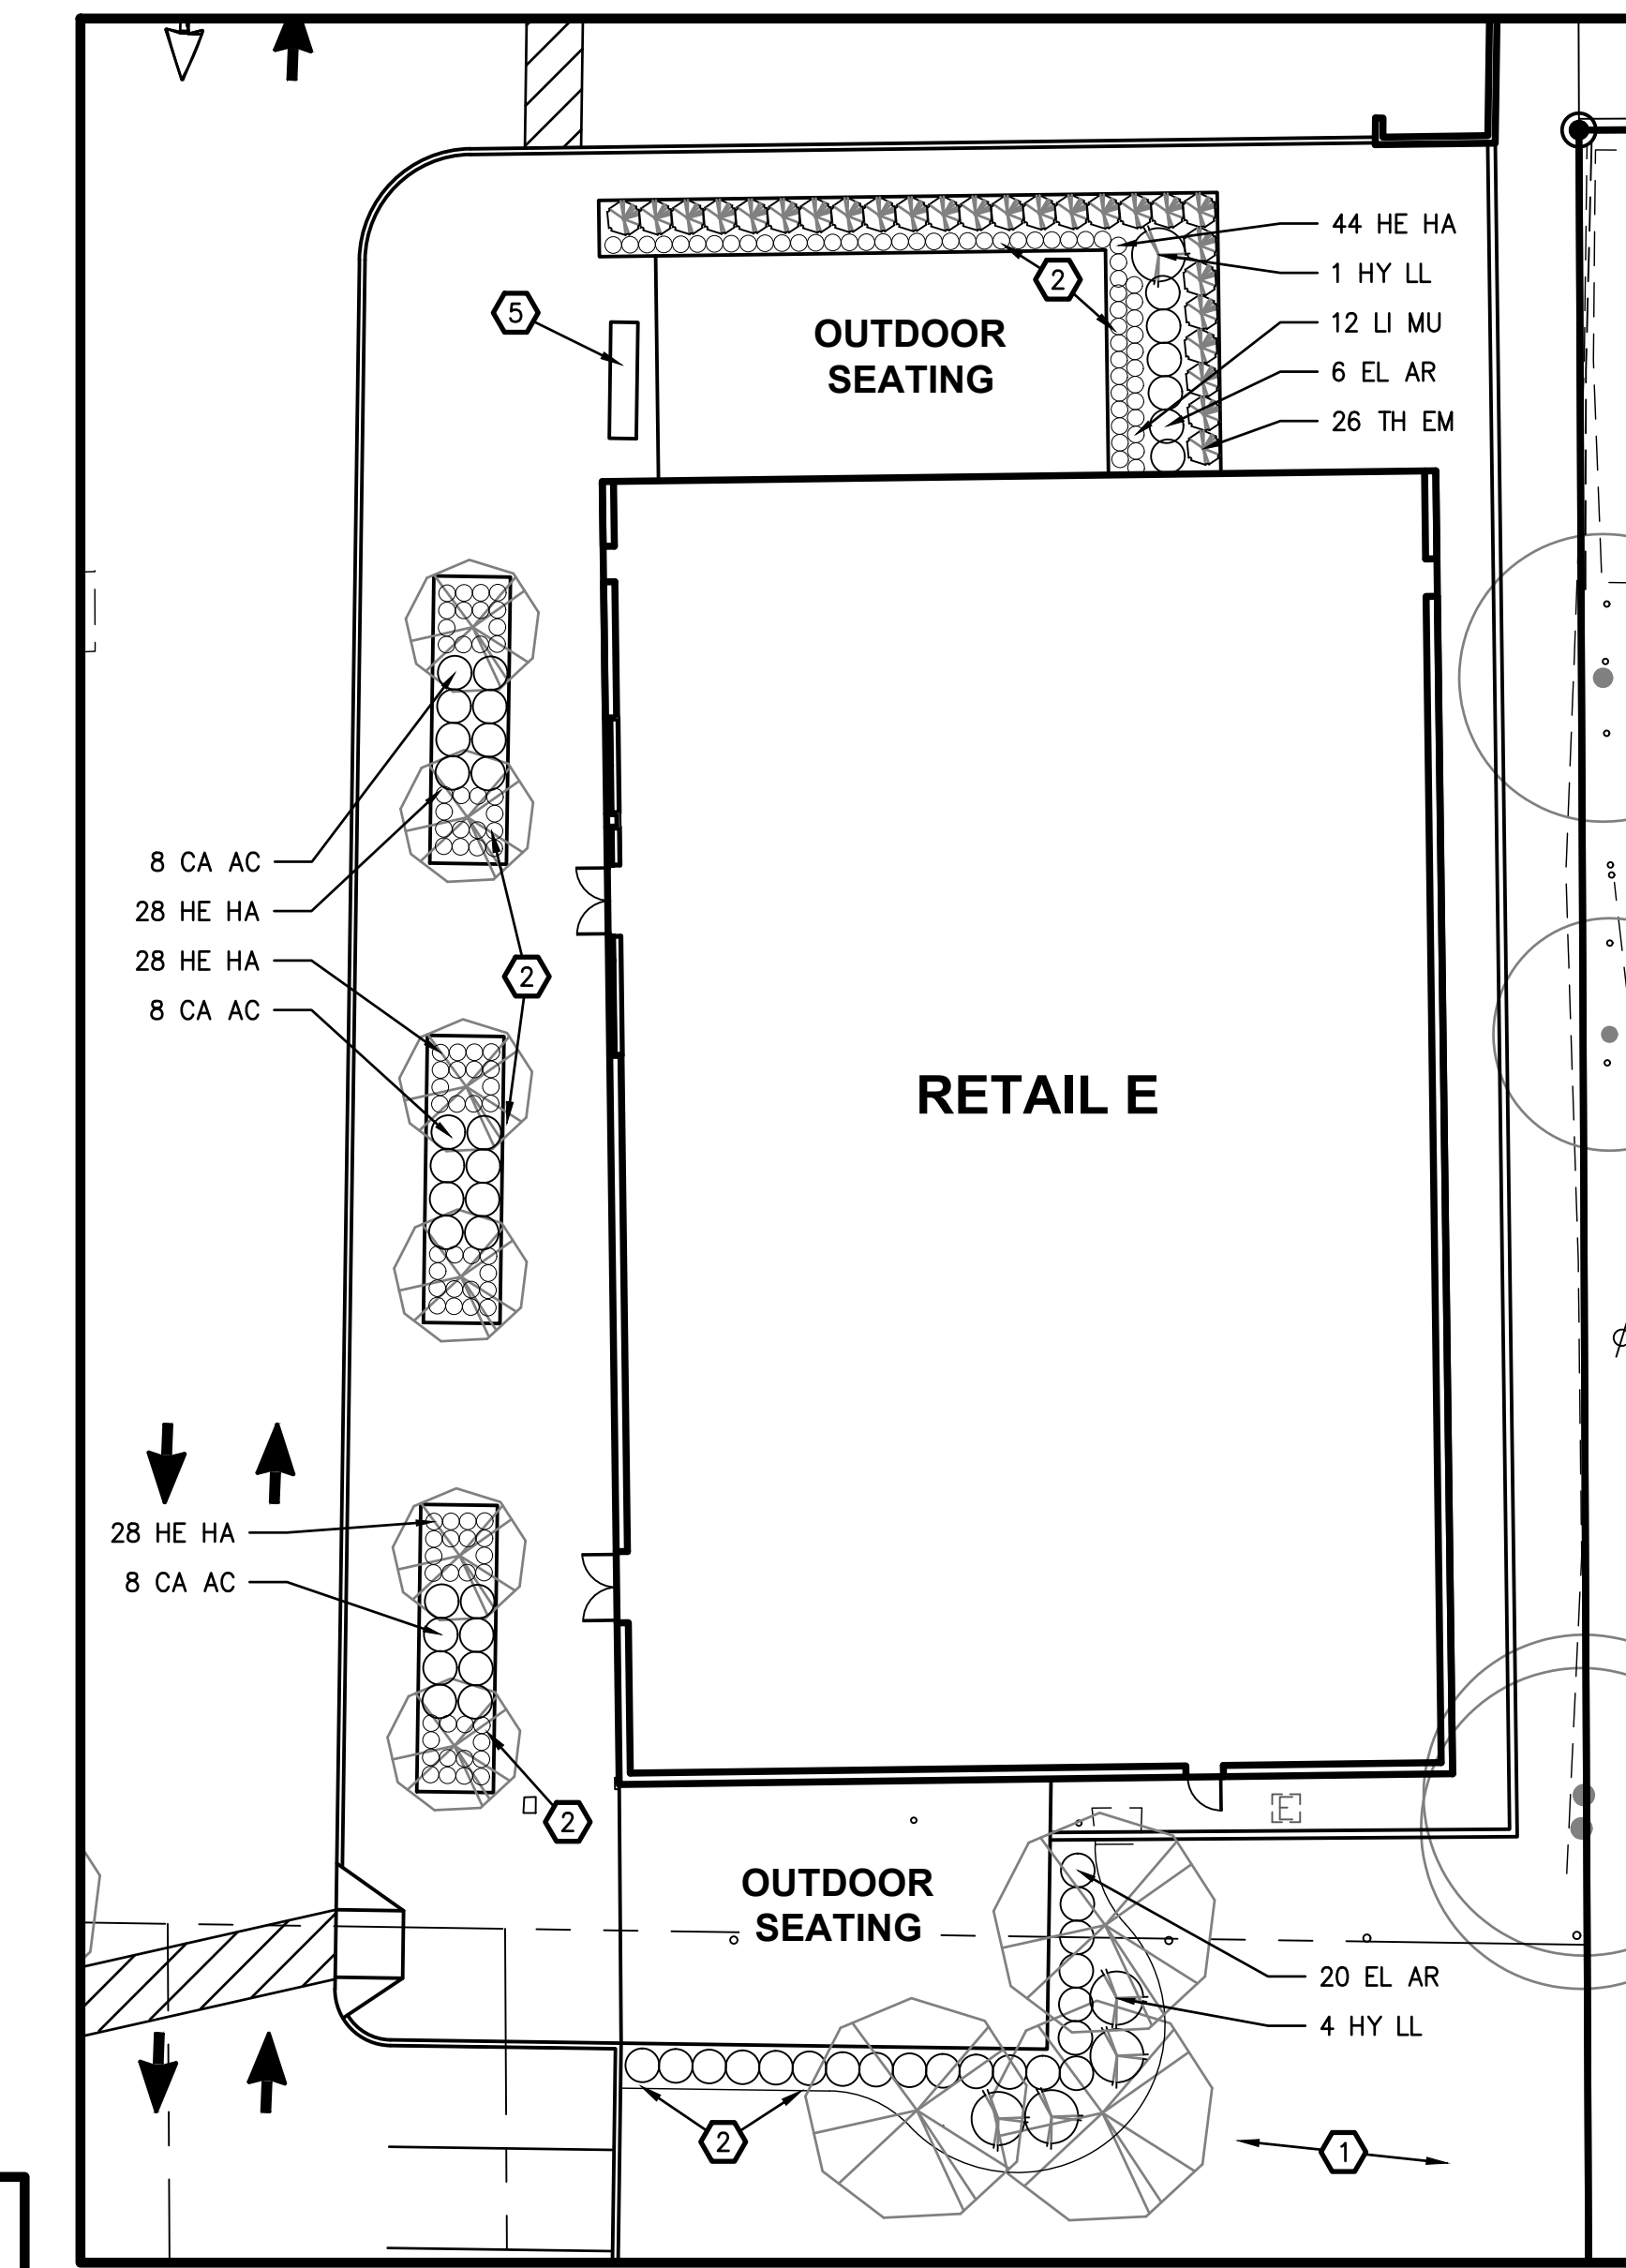 44 HE HA
1 HY LL
12 LI MU
6 EL AR
26 TH EM
2
5
OUTDOOR
SEATING
8 CA AC
28 HE HA
28 HE HA
8 CA AC
2
RETAIL E
28 HE HA
8 CA AC
2
E
OUTDOOR
SEATING
20 EL AR
4 HY LL
2
1